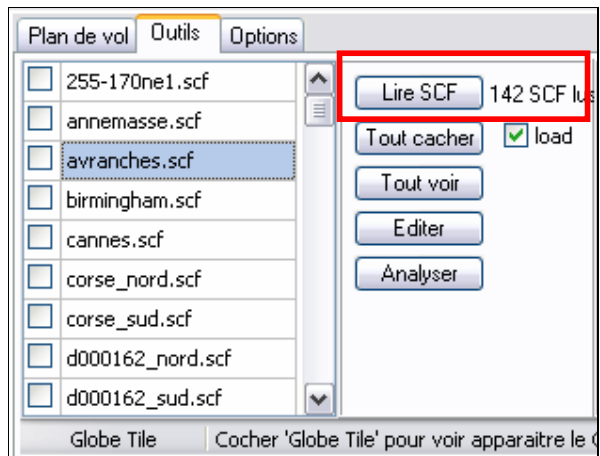 Plan de vol Outils Options
255-170ne1.scf
annemasse.scf
avranches.scf
birmingham.scf
cannes.scf
corse_nord.scf
corse_sud.scf
d000162_nord.scf
d000162_sud.scf
Lire SCF 142 SCF lus
Tout cacher load
Tout voir
Editer
Analyser
Globe Tile Cocher 'Globe Tile' pour voir apparaitre le